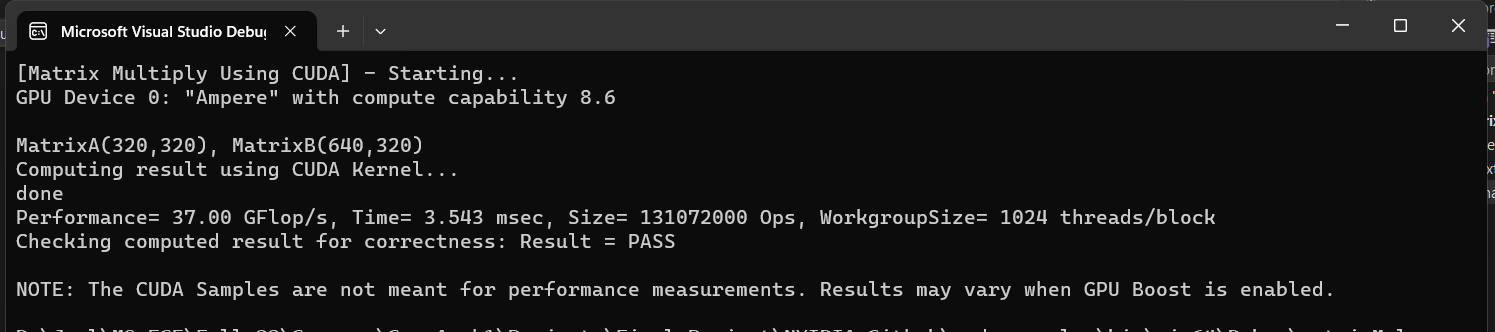 Microsoft Visual Studio Debu
[Matrix Multiply Using CUDA] - Starting...
GPU Device 0: "Ampere" with compute capability 8.6
MatrixA(320,320), MatrixB(640,320)
Computing result using CUDA Kernel...
done
Performance= 37.00 GFlop/s, Time= 3.543 msec, Size= 131072000 Ops, WorkgroupSize= 1024 threads/block
Checking computed result for correctness: Result = PASS
NOTE: The CUDA Samples are not meant for performance measurements. Results may vary when GPU Boost is enabled.